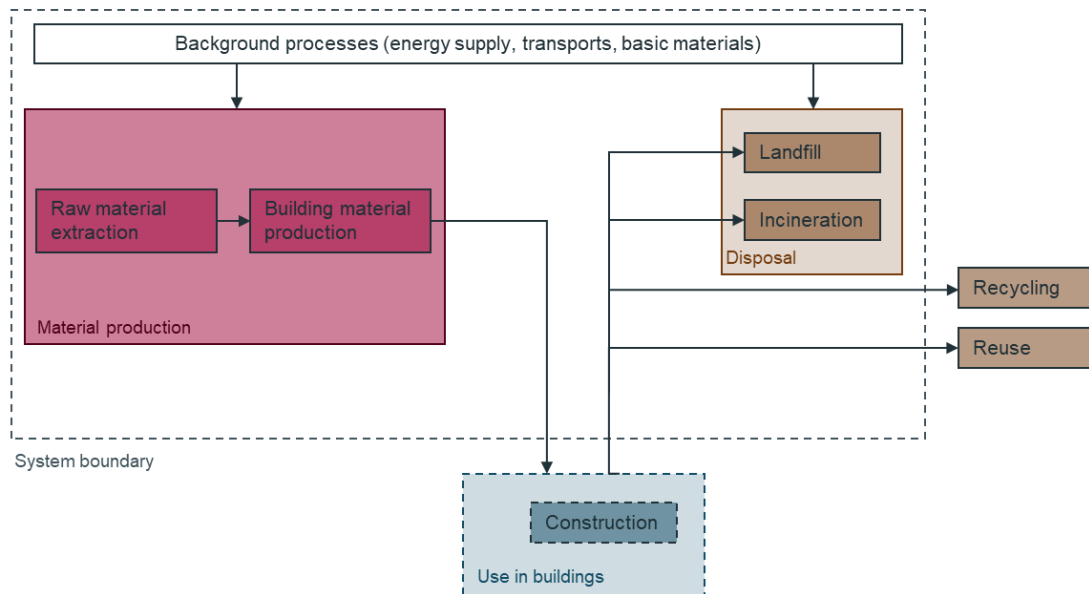 Background processes (energy supply, transports, basic materials)
Raw material
extraction
Building material
production
Material production
Landfill
Incineration
Disposal
Recycling
Reuse
System boundary
Construction
Use in buildings